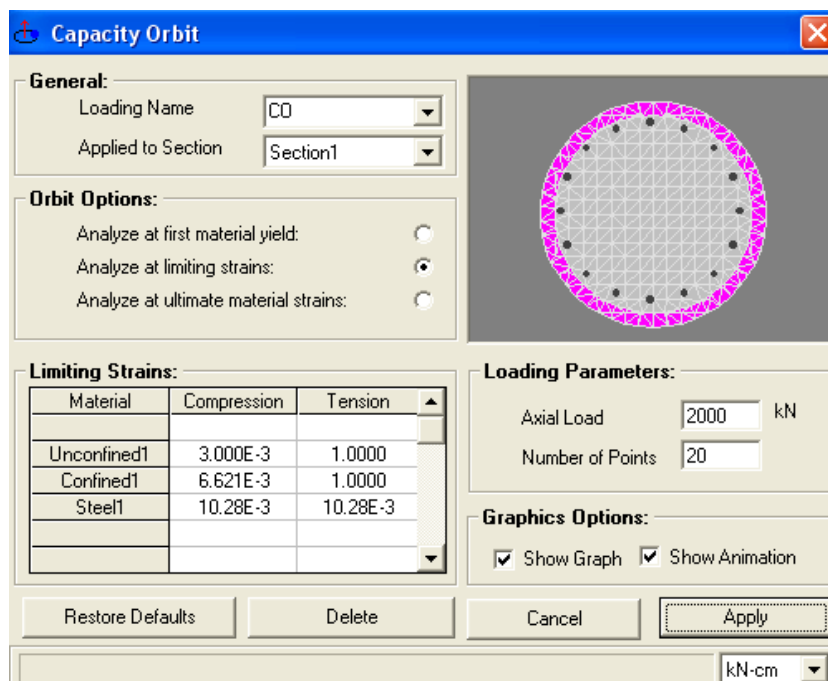 Capacity Orbit
General:
Loading Name CO
Applied to Section Section1
Orbit Options:
Analyze at first material yield:
Analyze at limiting strains:
Analyze at ultimate material strains:
Limiting Strains:
Material Compression Tension
Unconfined1 3.000E-3 1.0000
Confined1 6.621E-3 1.0000
Steel1 10.28E-3 10.28E-3
Loading Parameters:
Axial Load 2000 kN
Number of Points 20
Graphics Options:
Show Graph Show Animation
Restore Defaults Delete Cancel Apply
kN-cm